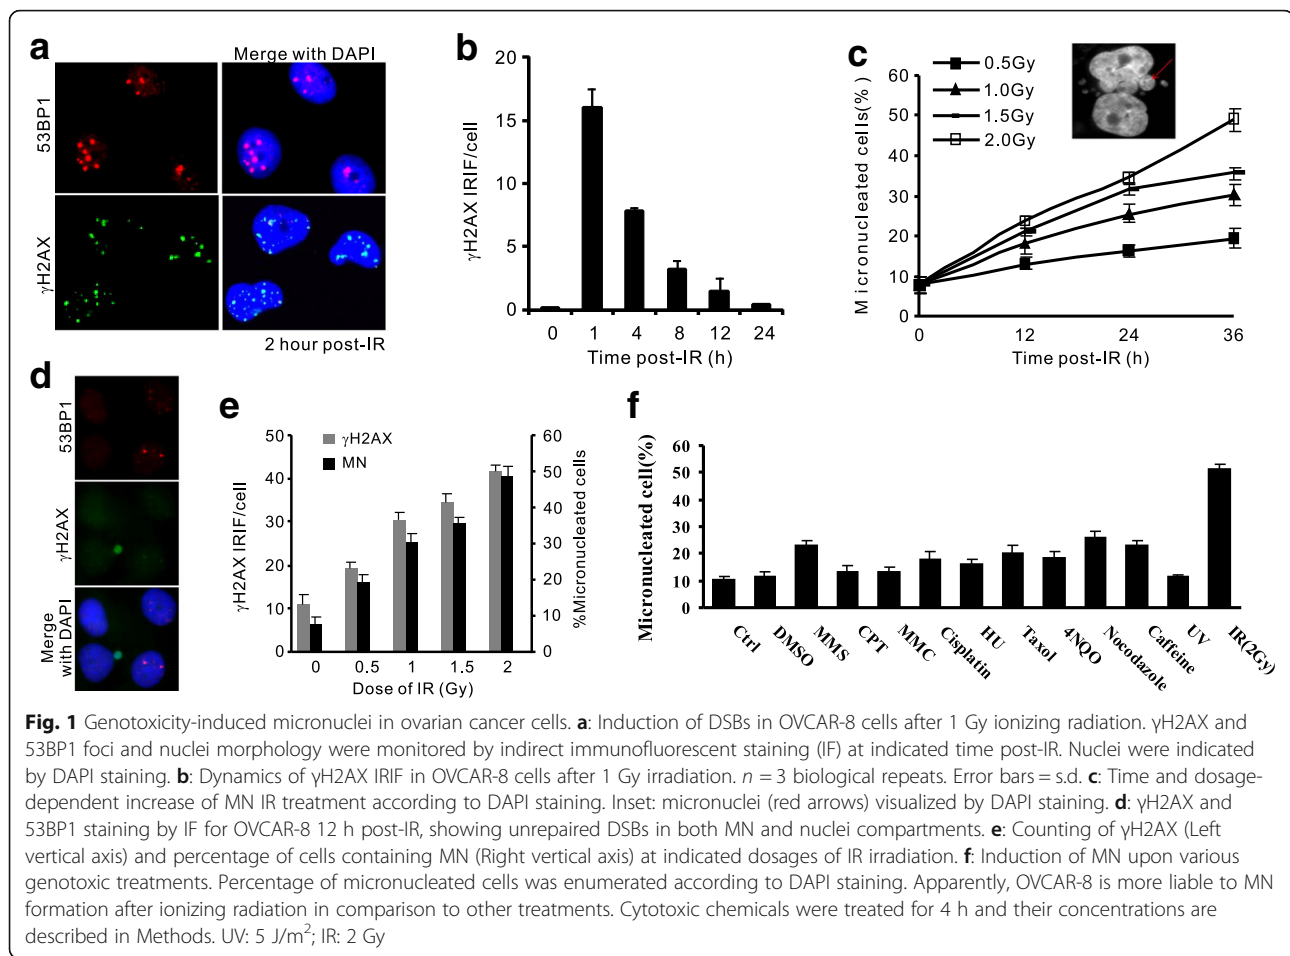 a
Merge with DAPI
53BP1
γH2AX
2 hour post-IR
b
γH2AX IRIF/cell
20
15
10
5
0
0 1 4 8 12 24
Time post-IR (h)
c
Micronucleated cells(%)
60
50
40
30
20
10
0
0.5Gy
1.0Gy
1.5Gy
2.0Gy
0 12 24 36
Time post-IR (h)
d
53BP1
γH2AX
Merge
with DAPI
e
γH2AX IRIF/cell
50
40
30
20
10
0
γH2AX
MN
60
50
40
30
20
10
0
%Micronucleated cells
0 0.5 1 1.5 2
Dose of IR (Gy)
f
Micronucleated cell(%)
60
50
40
30
20
10
0
Ctrl
DMSO
MMS
CPT
MMC
Cisplatin
HU
Taxol
4NQO
Nocodazole
Caffeine
UV
IR(2Gy)
Fig. 1 Genotoxicity-induced micronuclei in ovarian cancer cells. a: Induction of DSBs in OVCAR-8 cells after 1 Gy ionizing radiation. γH2AX and
53BP1 foci and nuclei morphology were monitored by indirect immunofluorescent staining (IF) at indicated time post-IR. Nuclei were indicated
by DAPI staining. b: Dynamics of γH2AX IRIF in OVCAR-8 cells after 1 Gy irradiation. n = 3 biological repeats. Error bars = s.d. c: Time and dosage-
dependent increase of MN IR treatment according to DAPI staining. Inset: micronuclei (red arrows) visualized by DAPI staining. d: γH2AX and
53BP1 staining by IF for OVCAR-8 12 h post-IR, showing unrepaired DSBs in both MN and nuclei compartments. e: Counting of γH2AX (Left
vertical axis) and percentage of cells containing MN (Right vertical axis) at indicated dosages of IR irradiation. f: Induction of MN upon various
genotoxic treatments. Percentage of micronucleated cells was enumerated according to DAPI staining. Apparently, OVCAR-8 is more liable to MN
formation after ionizing radiation in comparison to other treatments. Cytotoxic chemicals were treated for 4 h and their concentrations are
described in Methods. UV: 5 J/m²; IR: 2 Gy